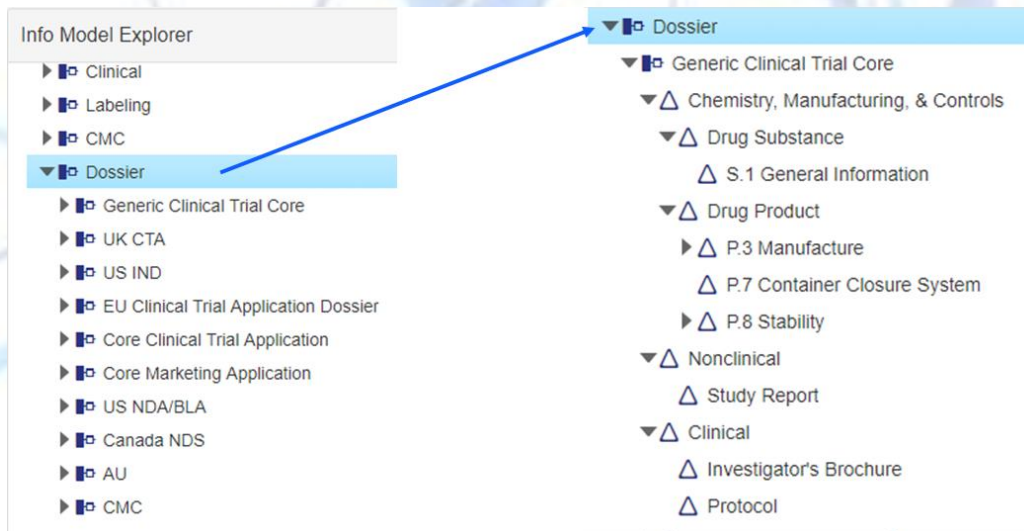 Info Model Explorer
Clinical
Labeling
CMC
Dossier
Generic Clinical Trial Core
UK CTA
US IND
EU Clinical Trial Application Dossier
Core Clinical Trial Application
Core Marketing Application
US NDA/BLA
Canada NDS
AU
CMC
Dossier
Generic Clinical Trial Core
Chemistry, Manufacturing, & Controls
Drug Substance
S.1 General Information
Drug Product
P.3 Manufacture
P.7 Container Closure System
P.8 Stability
Nonclinical
Study Report
Clinical
Investigator's Brochure
Protocol